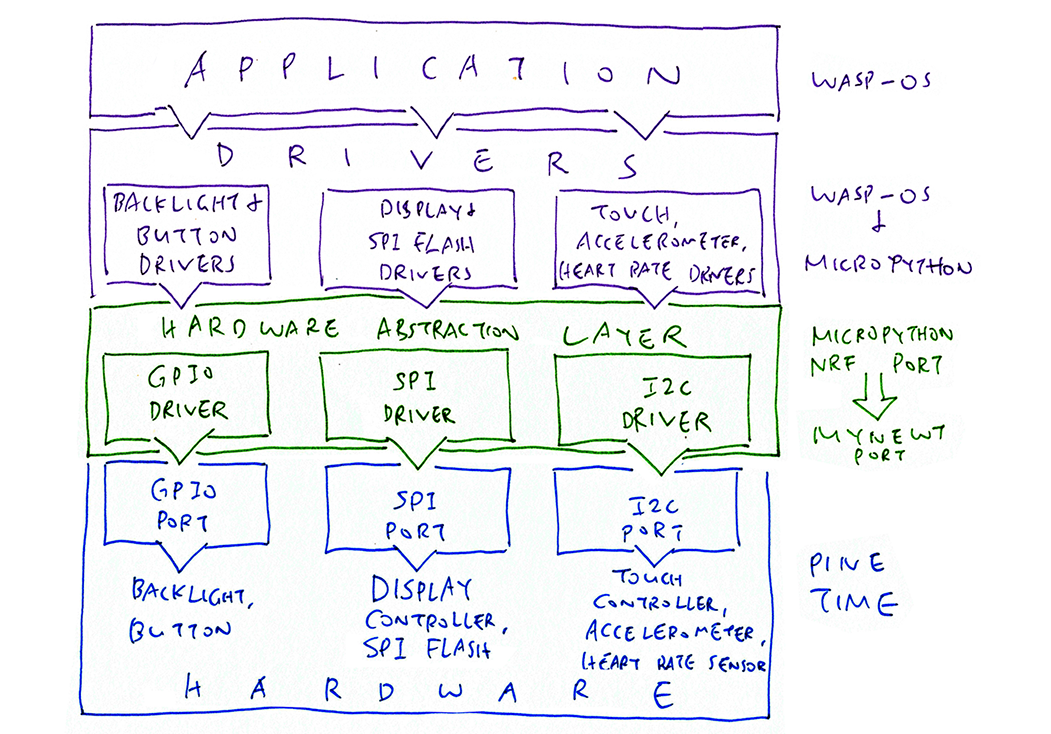 APPLICATION
WASP-OS
DRIVERS
BACKLIGHT &
BUTTON
DRIVERS
DISPLAY &
SPI FLASH
DRIVERS
TOUCH,
ACCELEROMETER,
HEART RATE DRIVERS
WASP-OS
&
MICROPYTHON
HARDWARE ABSTRACTION LAYER
GPIO
DRIVER
SPI
DRIVER
I2C
DRIVER
MICROPYTHON
NRF PORT
MYNEWT
PORT
GPIO
PORT
SPI
PORT
I2C
PORT
BACKLIGHT,
BUTTON
DISPLAY
CONTROLLER,
SPI FLASH
TOUCH
CONTROLLER,
ACCELEROMETER,
HEART RATE SENSOR
PINE
TIME
HARDWARE